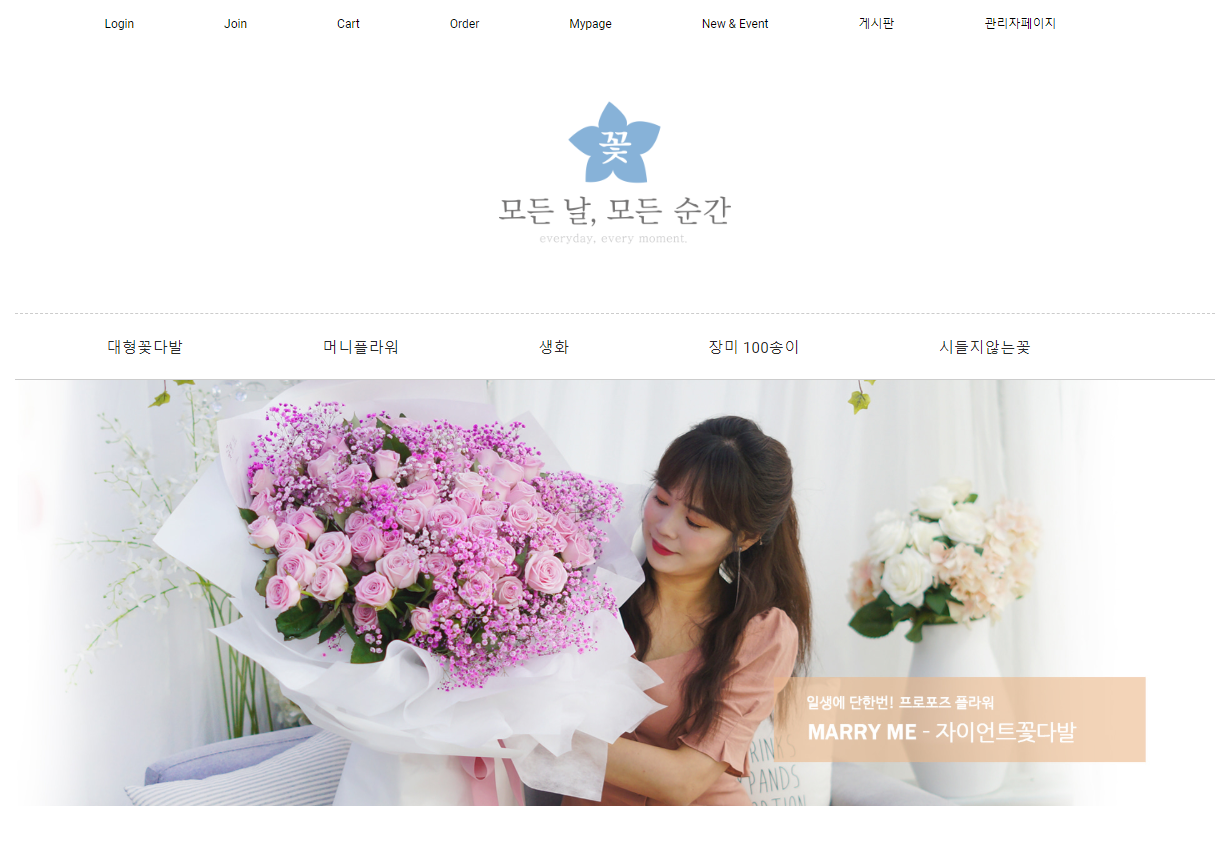 Login Join Cart Order Mypage New & Event 게시판 관리자페이지
꽃
모든 날, 모든 순간
everyday, every moment.
대형꽃다발 머니플라워 생화 장미 100송이 시들지않는꽃
일생에 단한번! 프로포즈 플라워
MARRY ME - 자이언트꽃다발
RINKS
PANDS